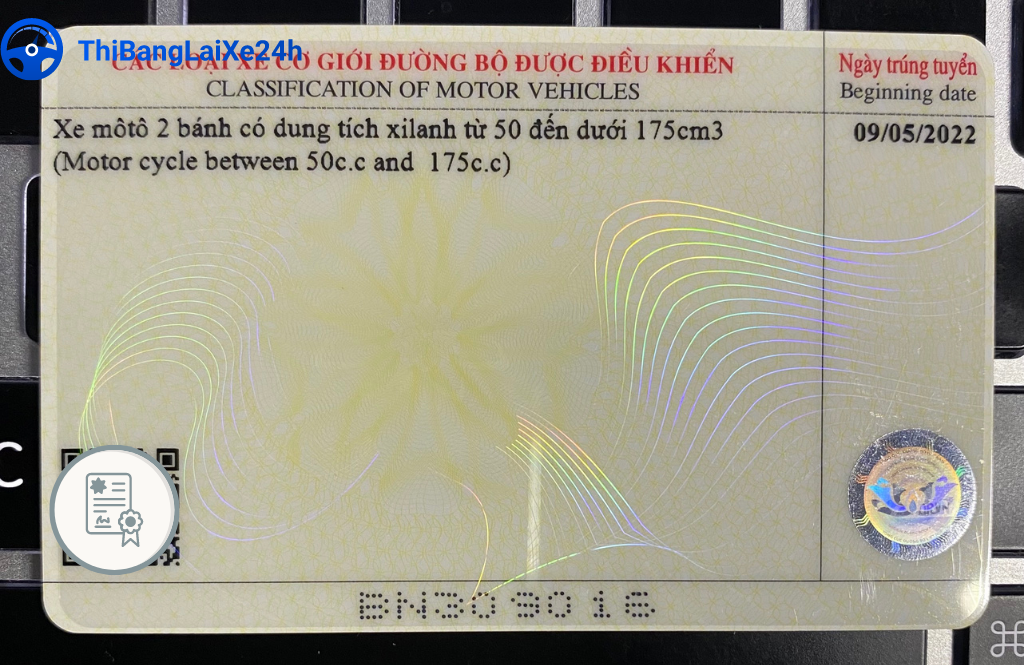 ThiBangLaiXe24h
CÁC LOẠI XE CƠ GIỚI ĐƯỜNG BỘ ĐƯỢC ĐIỀU KHIỂN
CLASSIFICATION OF MOTOR VEHICLES
Ngày trúng tuyển
Beginning date
Xe môtô 2 bánh có dung tích xilanh từ 50 đến dưới 175cm3
(Motor cycle between 50c.c and 175c.c)
09/05/2022
BN309016
C
⌘